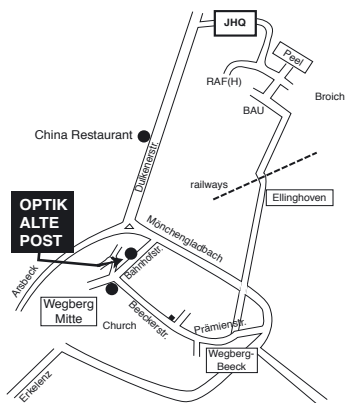 JHQ
Peel
RAF(H)
Broich
BAU
China Restaurant
Dülkenerstr.
railways
Ellinghoven
OPTIK
ALTE
POST
Mönchengladbach
Bahnhofstr.
Arsbeck
Wegberg
Mitte
Church
Beeckerstr.
Prämienstr.
Wegberg-
Beeck
Erkelenz